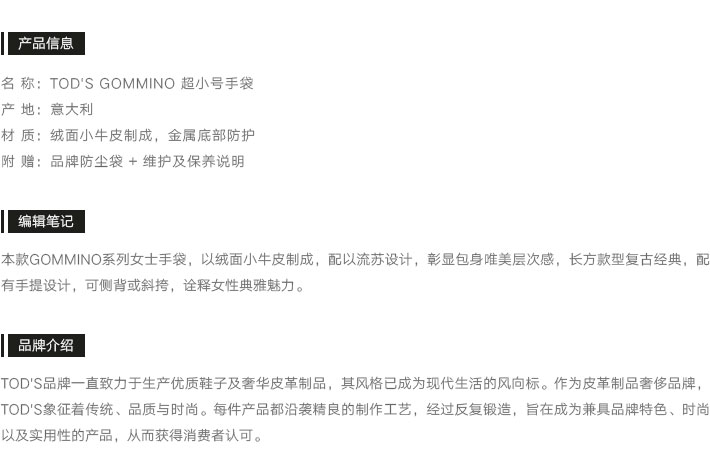 产品信息
名 称：TOD'S GOMMINO 超小号手袋
产 地：意大利
材 质：绒面小牛皮制成，金属底部防护
附 赠：品牌防尘袋 + 维护及保养说明
编辑笔记
本款GOMMINO系列女士手袋，以绒面小牛皮制成，配以流苏设计，彰显包身唯美层次感，长方款型复古经典，配
有手提设计，可侧背或斜挎，诠释女性典雅魅力。
品牌介绍
TOD'S品牌一直致力于生产优质鞋子及奢华皮革制品，其风格已成为现代生活的风向标。作为皮革制品奢侈品牌，
TOD'S象征着传统、品质与时尚。每件产品都沿袭精良的制作工艺，经过反复锻造，旨在成为兼具品牌特色、时尚
以及实用性的产品，从而获得消费者认可。